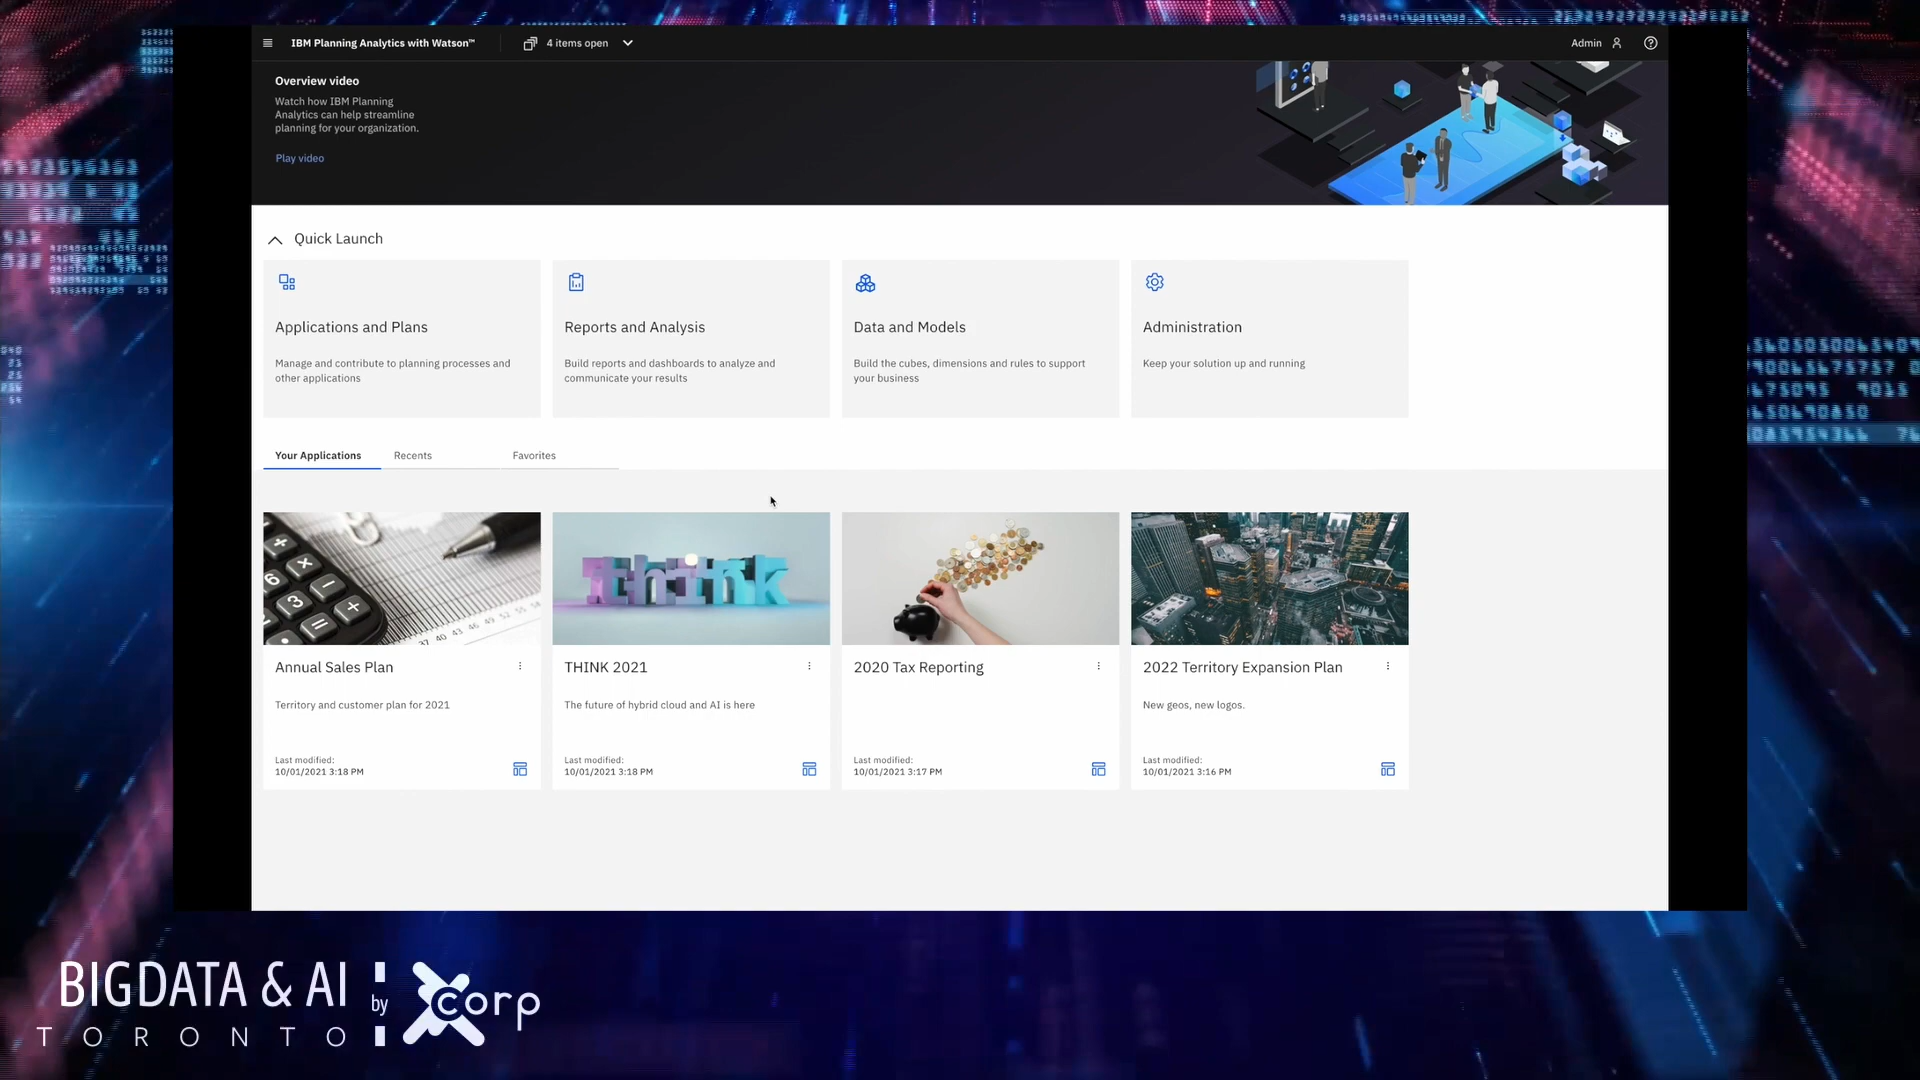 IBM Planning Analytics with Watson™
4 items open
Admin
Overview video
Watch how IBM Planning
Analytics can help streamline
planning for your organization.
Play video
Quick Launch
Applications and Plans
Manage and contribute to planning processes and
other applications
Reports and Analysis
Build reports and dashboards to analyze and
communicate your results
Data and Models
Build the cubes, dimensions and rules to support
your business
Administration
Keep your solution up and running
Your Applications
Recents
Favorites
think
Annual Sales Plan
Territory and customer plan for 2021
Last modified:
10/01/2021 3:18 PM
THINK 2021
The future of hybrid cloud and AI is here
Last modified:
10/01/2021 3:18 PM
2020 Tax Reporting
Last modified:
10/01/2021 3:17 PM
2022 Territory Expansion Plan
New geos, new logos.
Last modified:
10/01/2021 3:16 PM
BIGDATA & AI
TORONTO
by
corp